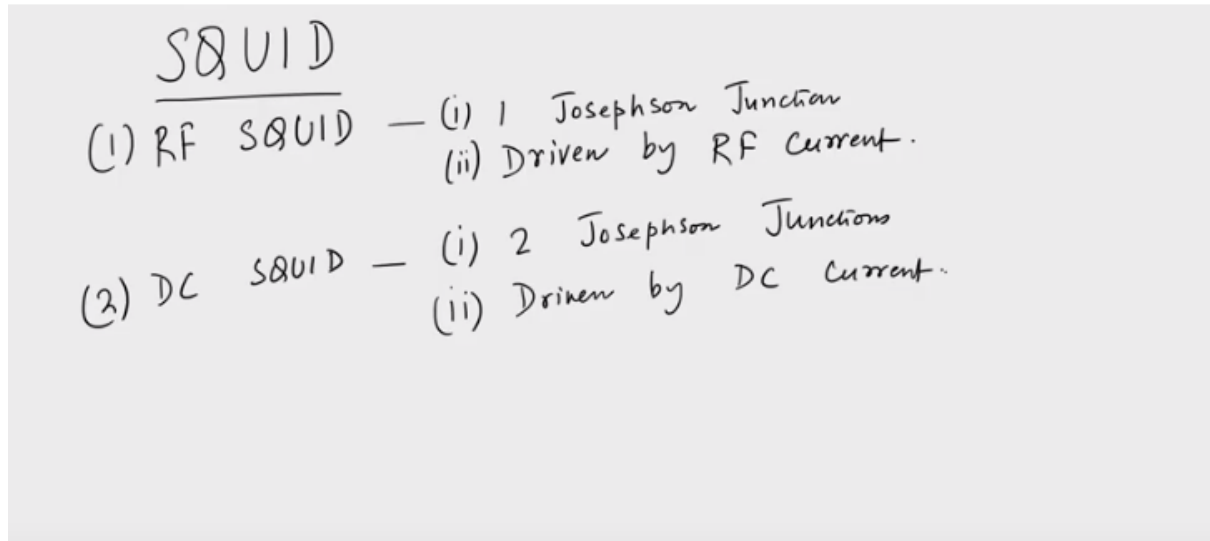 SQUID
(1) RF SQUID — (i) 1 Josephson Junction
(ii) Driven by RF Current.
(2) DC SQUID — (i) 2 Josephson Junctions
(ii) Driven by DC Current.